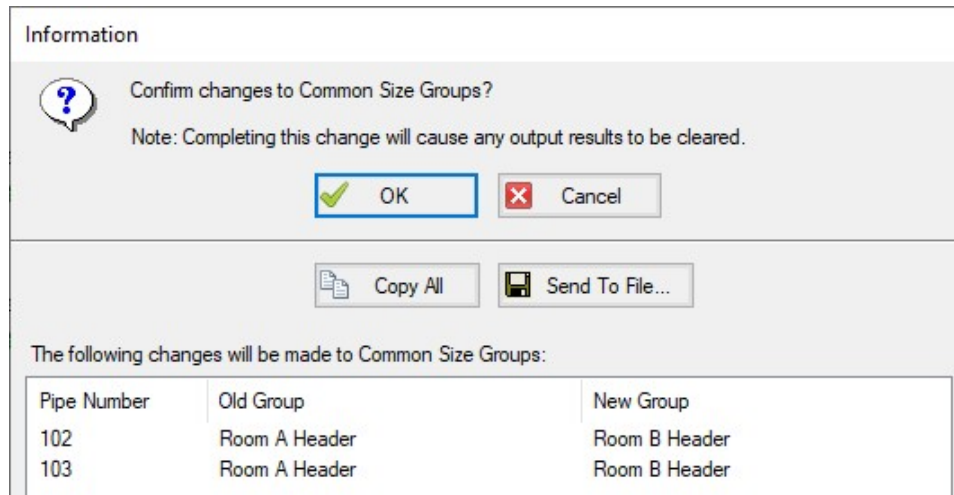 Information
Confirm changes to Common Size Groups?
Note: Completing this change will cause any output results to be cleared.
OK Cancel
Copy All Send To File...
The following changes will be made to Common Size Groups:
Pipe Number Old Group New Group
102 Room A Header Room B Header
103 Room A Header Room B Header